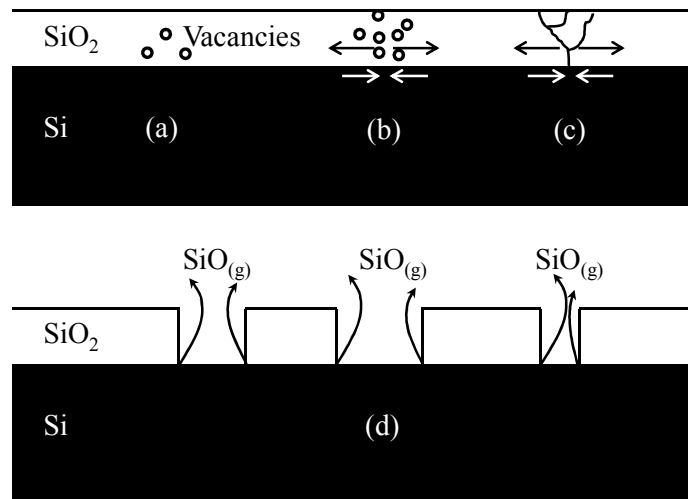 SiO2 Vacancies
Si (a) (b) (c)
SiO(g) SiO(g) SiO(g)
SiO2
Si (d)